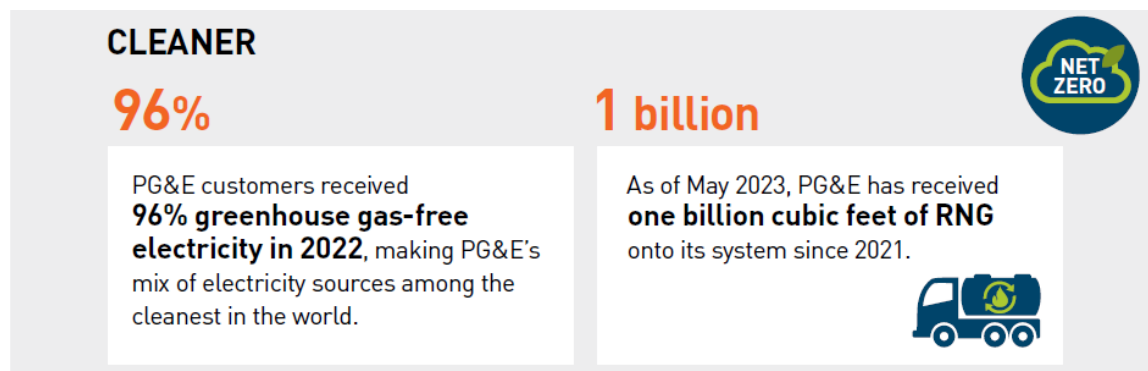 CLEANER
NET
ZERO
96%
PG&E customers received
96% greenhouse gas-free
electricity in 2022, making PG&E’s
mix of electricity sources among the
cleanest in the world.
1 billion
As of May 2023, PG&E has received
one billion cubic feet of RNG
onto its system since 2021.